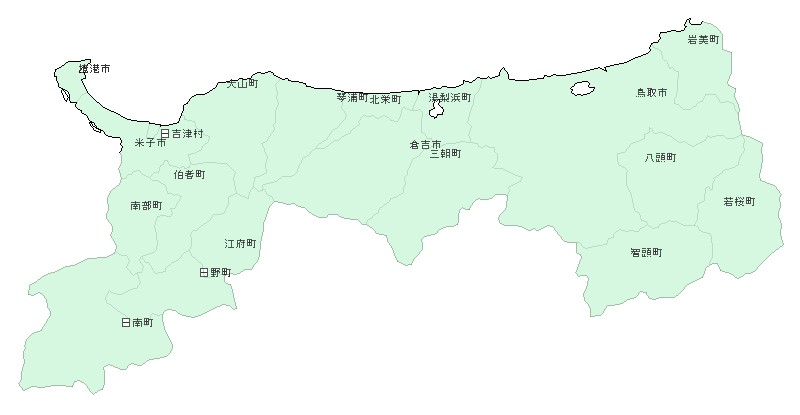 岩美町
境港市
大山町
鳥取市
琴浦町
北栄町
湯梨浜町
日吉津村
米子市
倉吉市
三朝町
八頭町
伯耆町
若桜町
南部町
江府町
智頭町
日野町
日南町